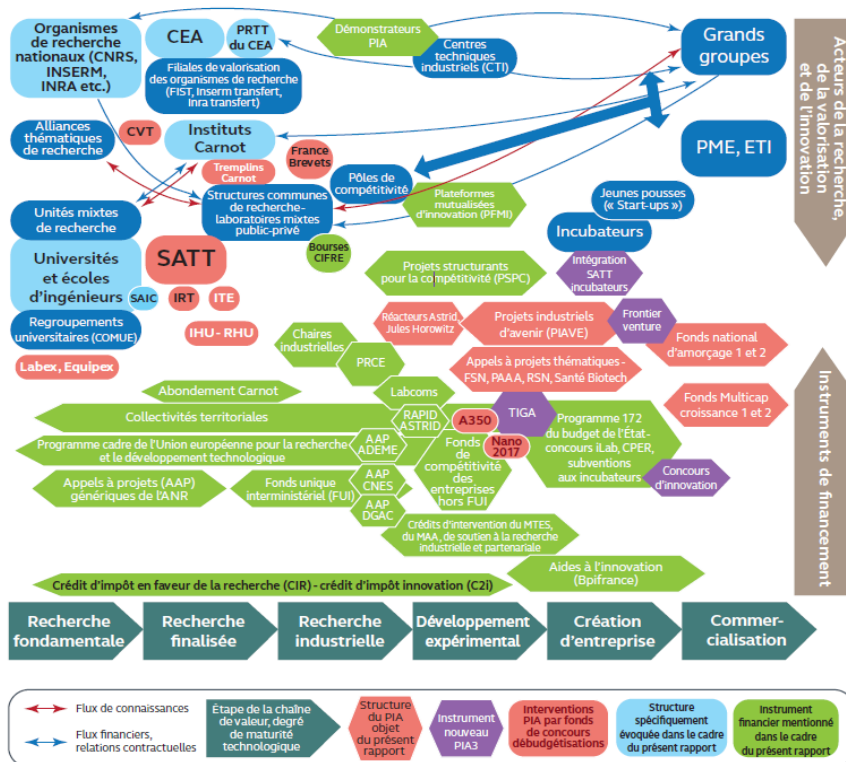 Organismes
de recherche
nationaux (CNRS,
INSERM,
INRA etc.)
CEA
PRTT
du CEA
Démonstrateurs
PIA
Centres
techniques
industriels (CTI)
Grands
groupes
Filiales de valorisation
des organismes de recherche
(FIST, Inserm transfert,
Inra transfert)
Alliances
thématiques
de recherche
CVT
Instituts
Carnot
France
Brevets
Tremplins
Carnot
Pôles de
compétitivité
PME, ETI
Structures communes
de recherche-
laboratoires mixtes
public-privé
Plateformes
mutualisées
d'innovation (PFMI)
Jeunes pousses
(« Start-ups »)
Incubateurs
Unités mixtes
de recherche
Bourses
CIFRE
Universités
et écoles
d'ingénieurs
SATT
SAIC
IRT
ITE
Projets structurants
pour la compétitivité (PSPC)
Intégration
SATT
incubateurs
Regroupements
universitaires (COMUE)
IHU - RHU
Labex, Equipex
Chaires
industrielles
PRCE
Réacteurs Astrid,
Jules Horowitz
Projets industriels
d'avenir (PIAVE)
Frontier
venture
Fonds national
d'amorçage 1 et 2
Appels à projets thématiques -
FSN, PAAA, RSN, Santé Biotech
Fonds Multicap
croissance 1 et 2
Abondement Carnot
Labcoms
Collectivités territoriales
RAPID
ASTRID
A350
TIGA
Nano
2017
Programme 172
du budget de l'État-
concours iLab, CPER,
subventions
aux incubateurs
Programme cadre de l'Union européenne pour la recherche
et le développement technologique
AAP
ADEME
Fonds
de
compétitivité
des
entreprises
hors FUI
Concours
d'innovation
Appels à projets (AAP)
génériques de l'ANR
Fonds unique
interministériel (FUI)
AAP
CNES
AAP
DGAC
Crédits d'intervention du MTES,
du MAA, de soutien à la recherche
industrielle et partenariale
Aides à l'innovation
(Bpifrance)
Crédit d'impôt en faveur de la recherche (CIR) - crédit d'impôt innovation (C2i)
Acteurs de la recherche,
de la valorisation
et de l'innovation
Instruments de financement
Recherche
fondamentale
Recherche
finalisée
Recherche
industrielle
Développement
expérimental
Création
d'entreprise
Commer-
cialisation
Flux de connaissances
Flux financiers,
relations contractuelles
Étape de la chaîne
de valeur, degré
de maturité
technologique
Structure
du PIA
objet
du présent
rapport
Instrument
nouveau
PIA3
Interventions
PIA par fonds
de concours
débudgétisations
Structure
spécifiquement
évoquée dans le cadre
du présent rapport
Instrument
financier mentionné
dans le cadre
du présent rapport